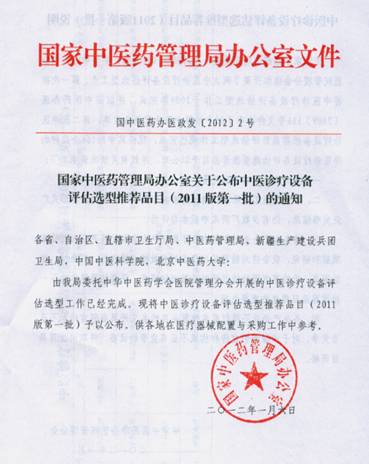 国家中医药管理局办公室文件
国中医药办医政发〔2012〕2号
国家中医药管理局办公室关于公布中医诊疗设备
评估选型推荐品目（2011版第一批）的通知
各省、自治区、直辖市卫生厅局、中医药管理局，新疆生产建设兵团
卫生局，中国中医科学院，北京中医药大学：
由我局委托中华中医药学会医院管理分会开展的中医诊疗设备评
估选型工作已经完成。现将中医诊疗设备评估选型推荐品目（2011
版第一批）予以公布，供各地在医疗器械配置与采购工作中参考。
国家中医药管理局办公室
二〇一二年一月六日